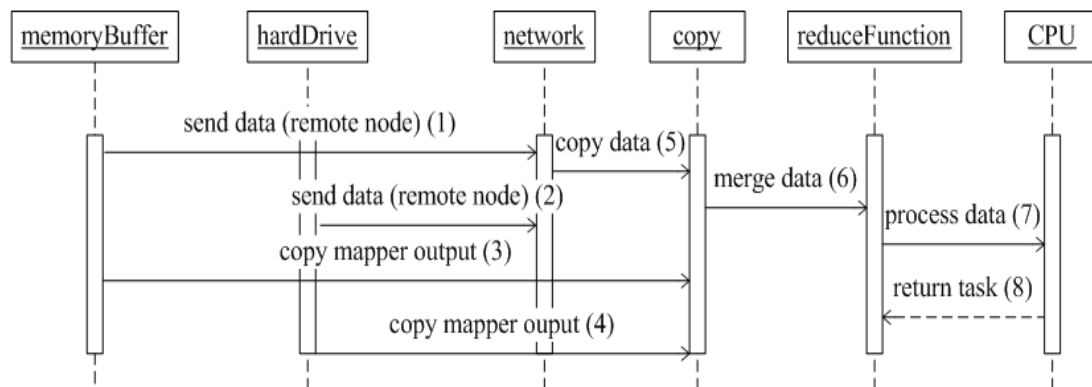 memoryBuffer
hardDrive
network
copy
reduceFunction
CPU
send data (remote node) (1)
copy data (5)
merge data (6)
send data (remote node) (2)
process data (7)
copy mapper output (3)
return task (8)
copy mapper ouput (4)